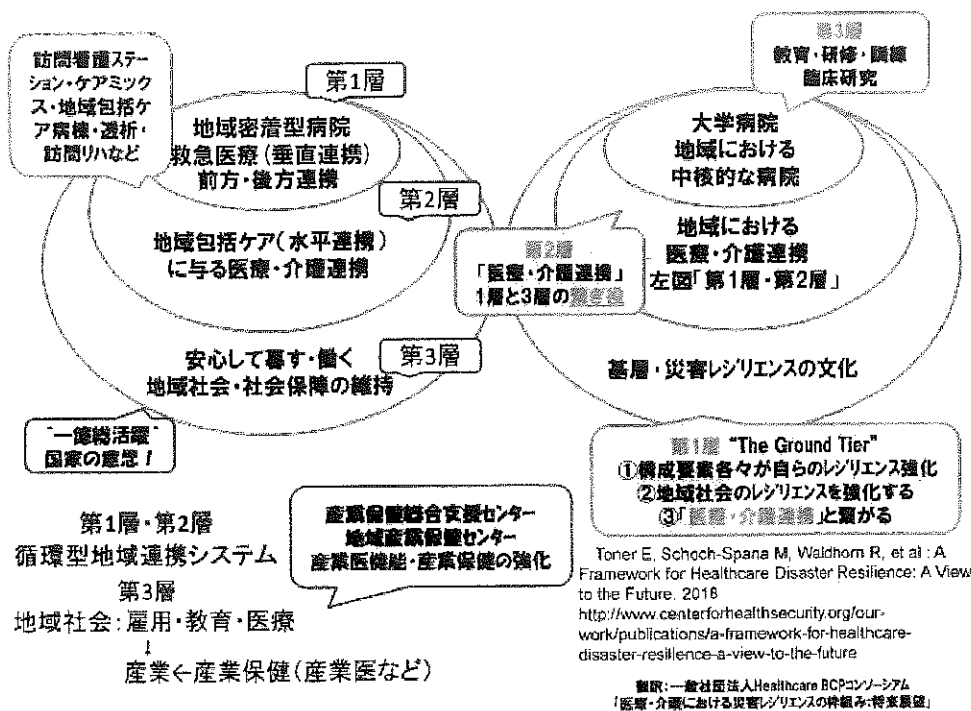 訪問看護ステー
ション・ケアミック
ス・地域包括ケ
ア病棟・透析・
訪問リハなど
第1層
地域密着型病院
救急医療(垂直連携)
前方・後方連携
第2層
地域包括ケア(水平連携)
に与る医療・介護連携
第3層
安心して暮す・働く
地域社会・社会保障の維持
"一億総活躍"
国家の意思!
第3層
教育・研修・訓練
臨床研究
大学病院
地域における
中核的な病院
第2層
「医療・介護連携」
1層と3層の繋ぎ
地域における
医療・介護連携
左図「第1層・第2層」
基層・災害レジリエンスの文化
第1層 “The Ground Tier”
①構成要素各々が自らのレジリエンス強化
②地域社会のレジリエンスを強化する
③「医療・介護連携」と繋がる
第1層・第2層
循環型地域連携システム
第3層
地域社会:雇用・教育・医療
↓
産業←産業保健(産業医など)
産業保健総合支援センター
地域産業保健センター
産業医機能・産業保健の強化
Toner E, Schoch-Spana M, Waldhorn R, et al : A
Framework for Healthcare Disaster Resilience: A View
to the Future. 2018
http://www.centerforhealthsecurity.org/our-
work/publications/a-framework-for-healthcare-
disaster-resilience-a-view-to-the-future
翻訳:一般社団法人Healthcare BCPコンソーシアム
「医療・介護における災害レジリエンスの枠組み:将来展望」